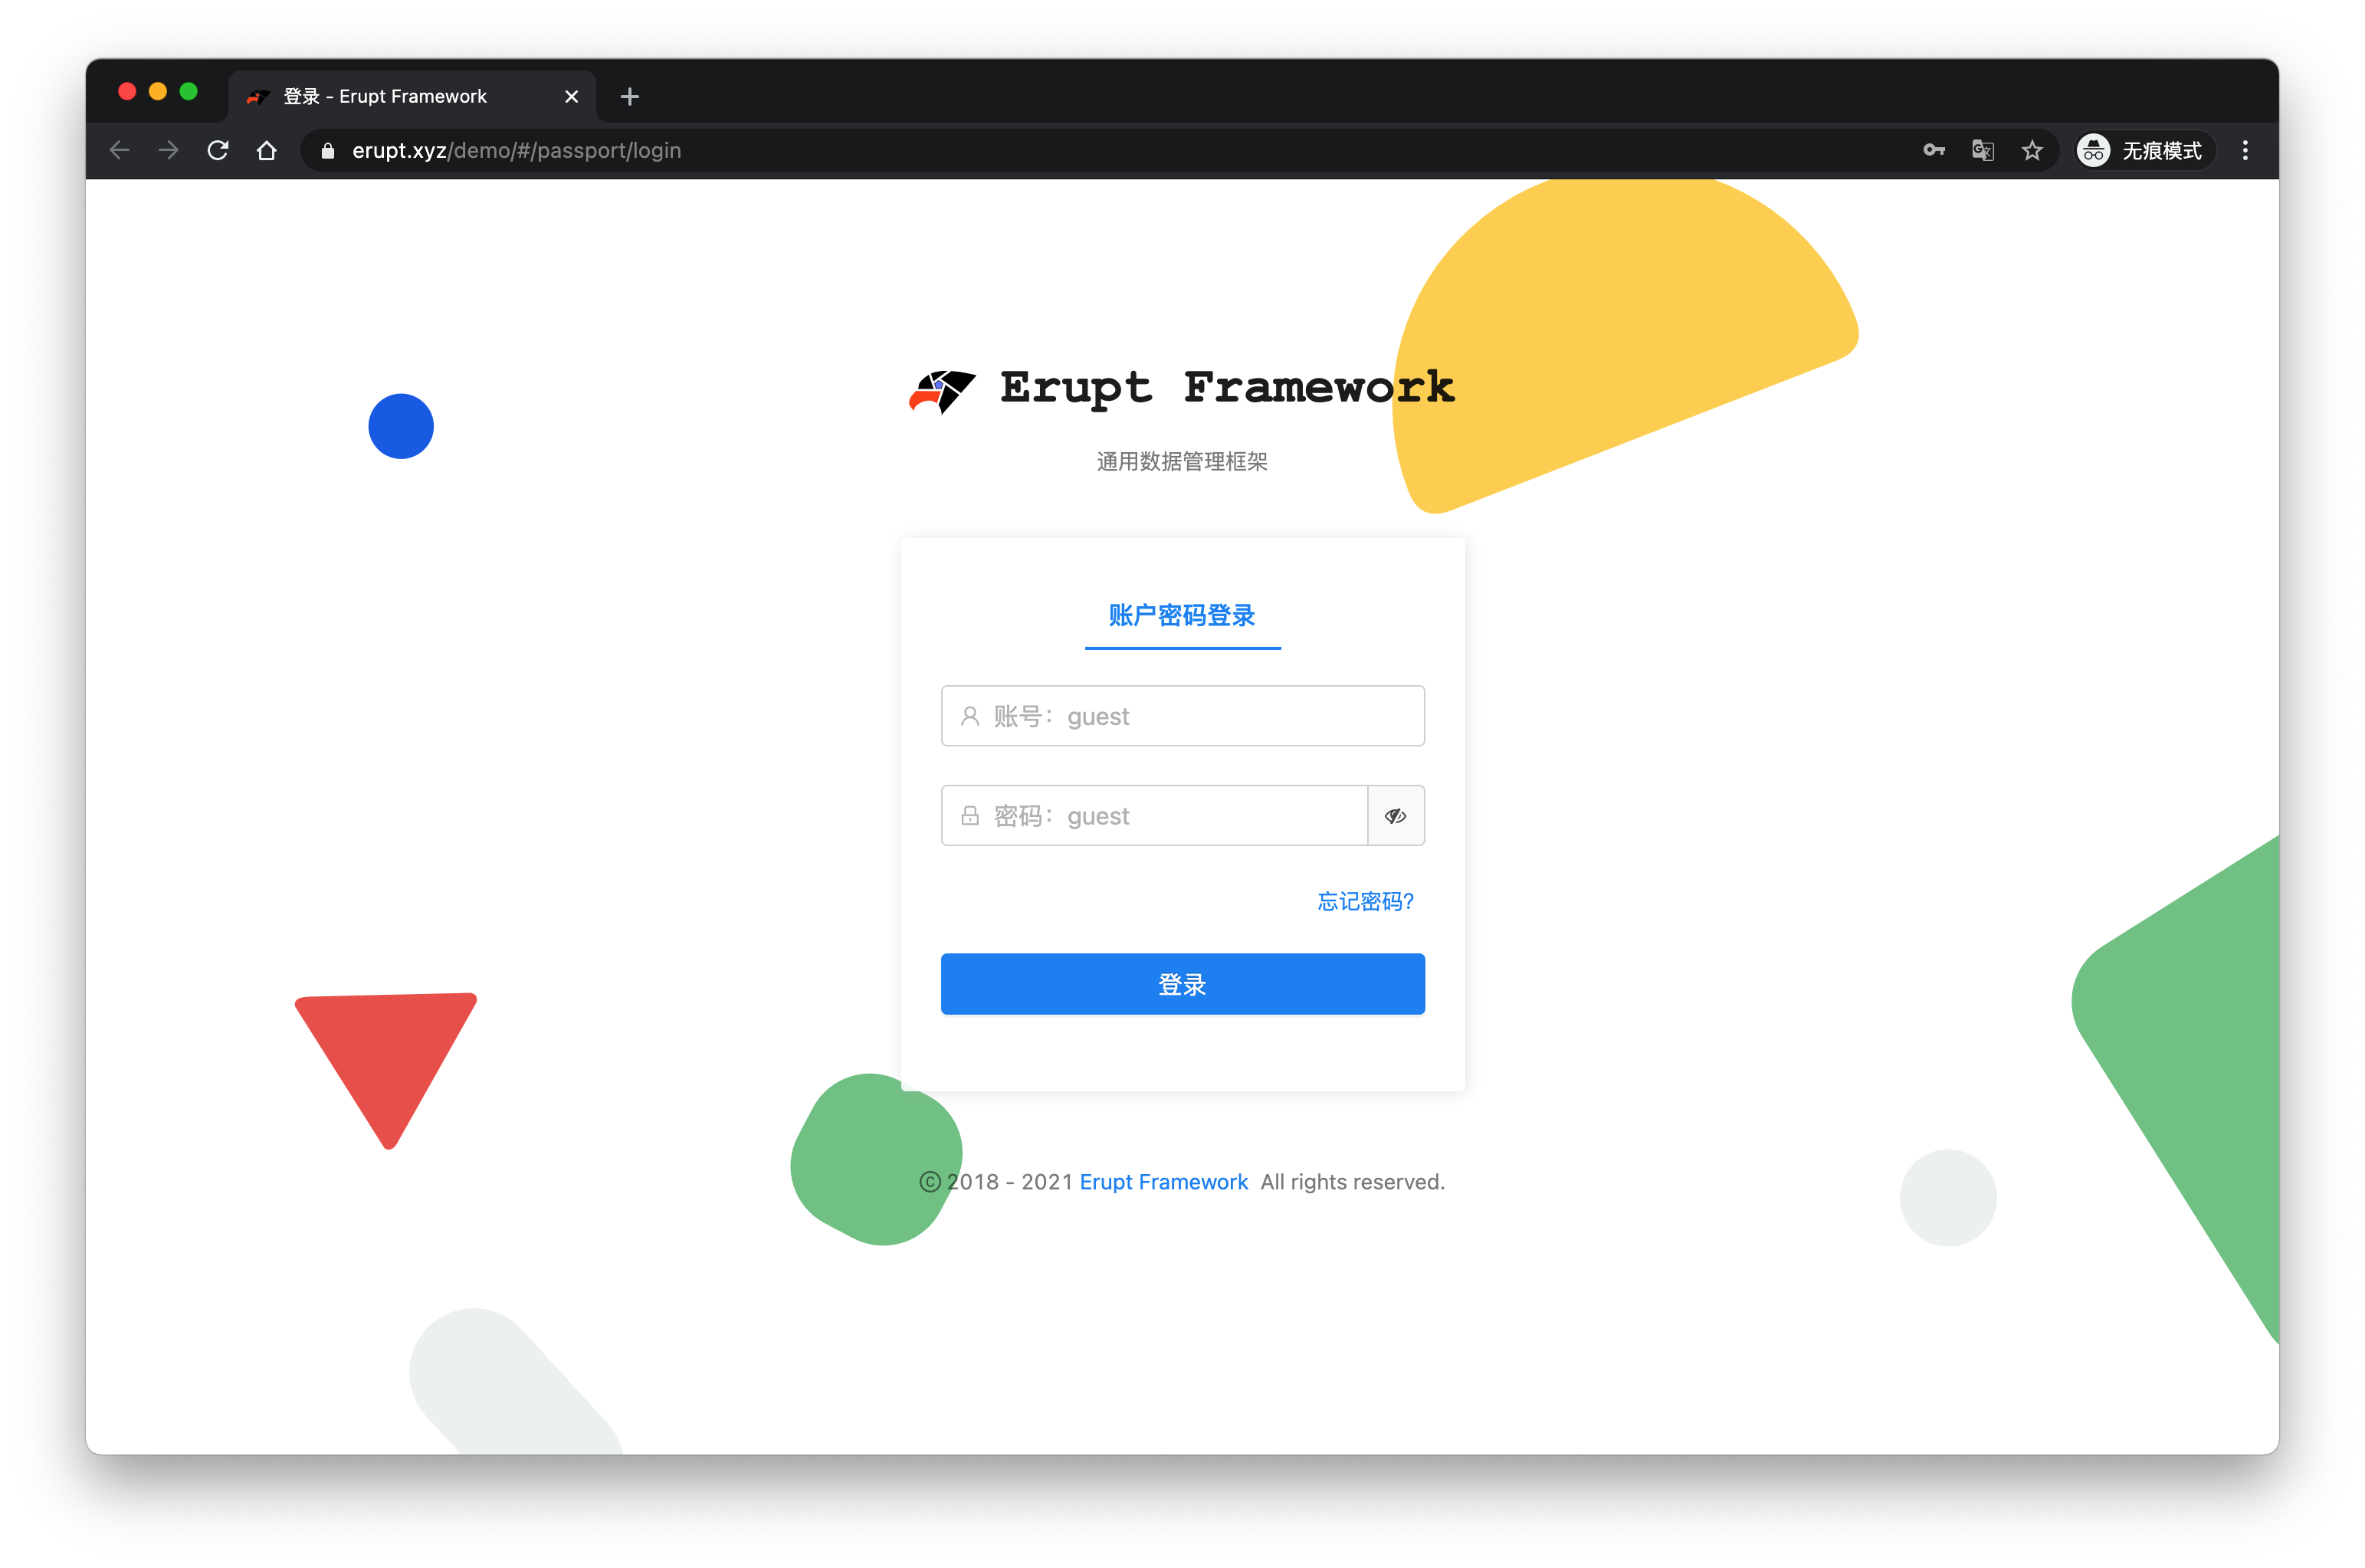 登录 - Erupt Framework
erupt.xyz/demo/#/passport/login
无痕模式
Erupt Framework
通用数据管理框架
账户密码登录
账号：guest
密码：guest
忘记密码?
登录
© 2018 - 2021 Erupt Framework All rights reserved.